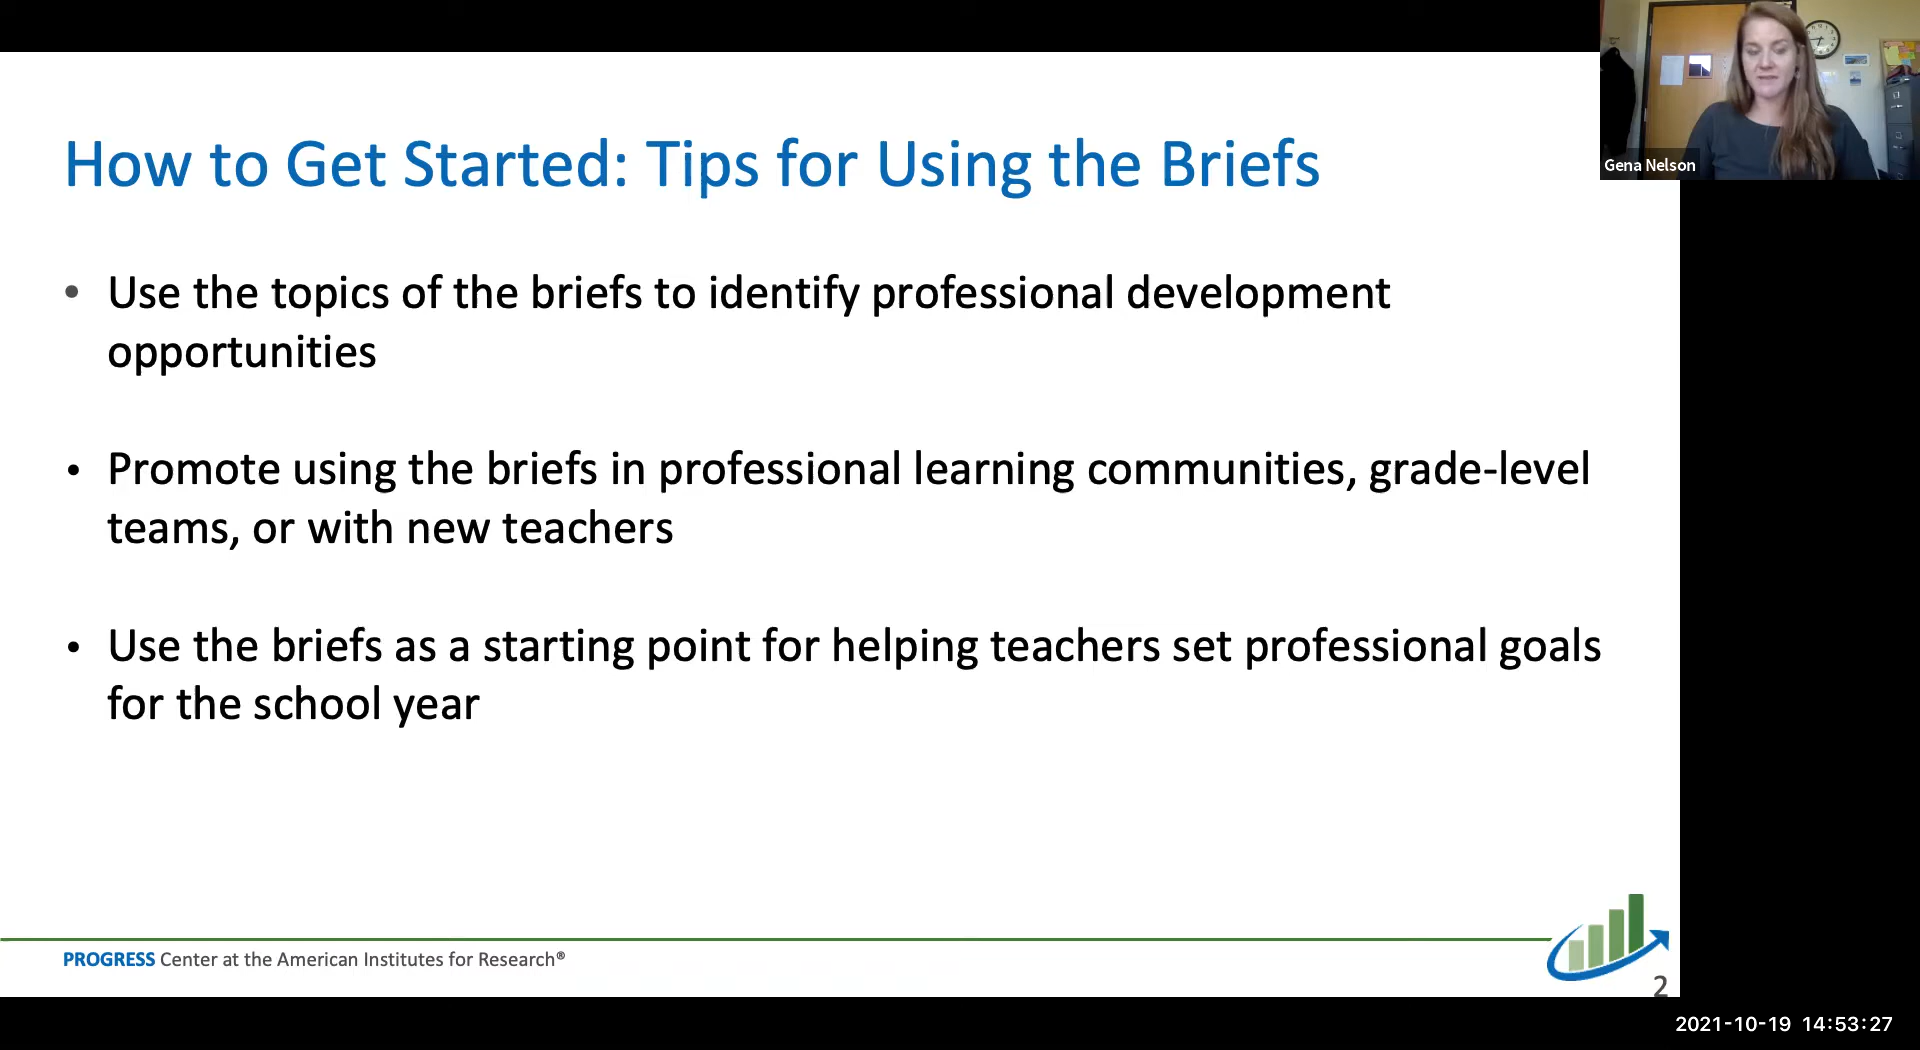 How to Get Started: Tips for Using the Briefs
• Use the topics of the briefs to identify professional development
opportunities
• Promote using the briefs in professional learning communities, grade-level
teams, or with new teachers
• Use the briefs as a starting point for helping teachers set professional goals
for the school year
PROGRESS Center at the American Institutes for Research®
2
Gena Nelson
2021-10-19 14:53:27